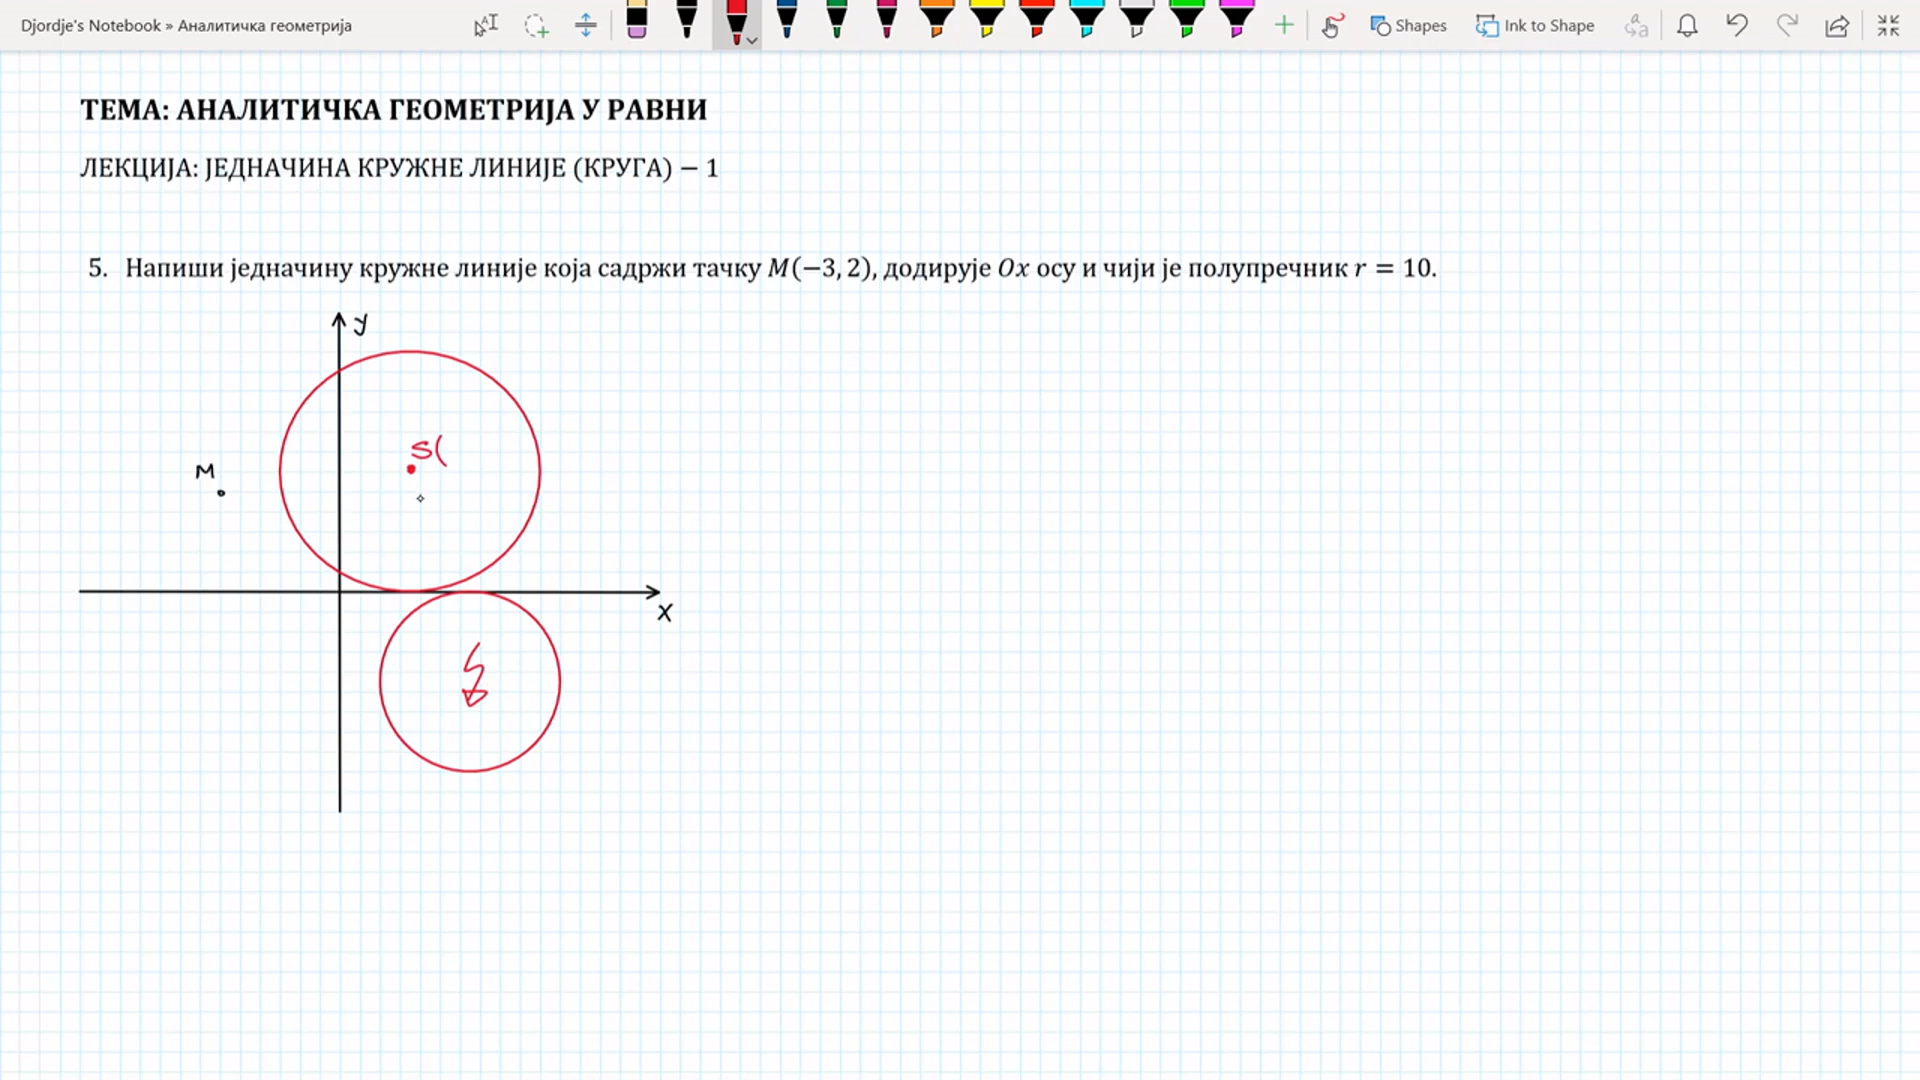 Djordje's Notebook » Аналитичка геометрија
Shapes
Ink to Shape
ТЕМА: АНАЛИТИЧКА ГЕОМЕТРИЈА У РАВНИ
ЛЕКЦИЈА: ЈЕДНАЧИНА КРУЖНЕ ЛИНИЈЕ (КРУГА) – 1
5. Напиши једначину кружне линије која садржи тачку M(−3, 2), додирује Ox осу и чији је полупречник r = 10.
y
S(
M
x